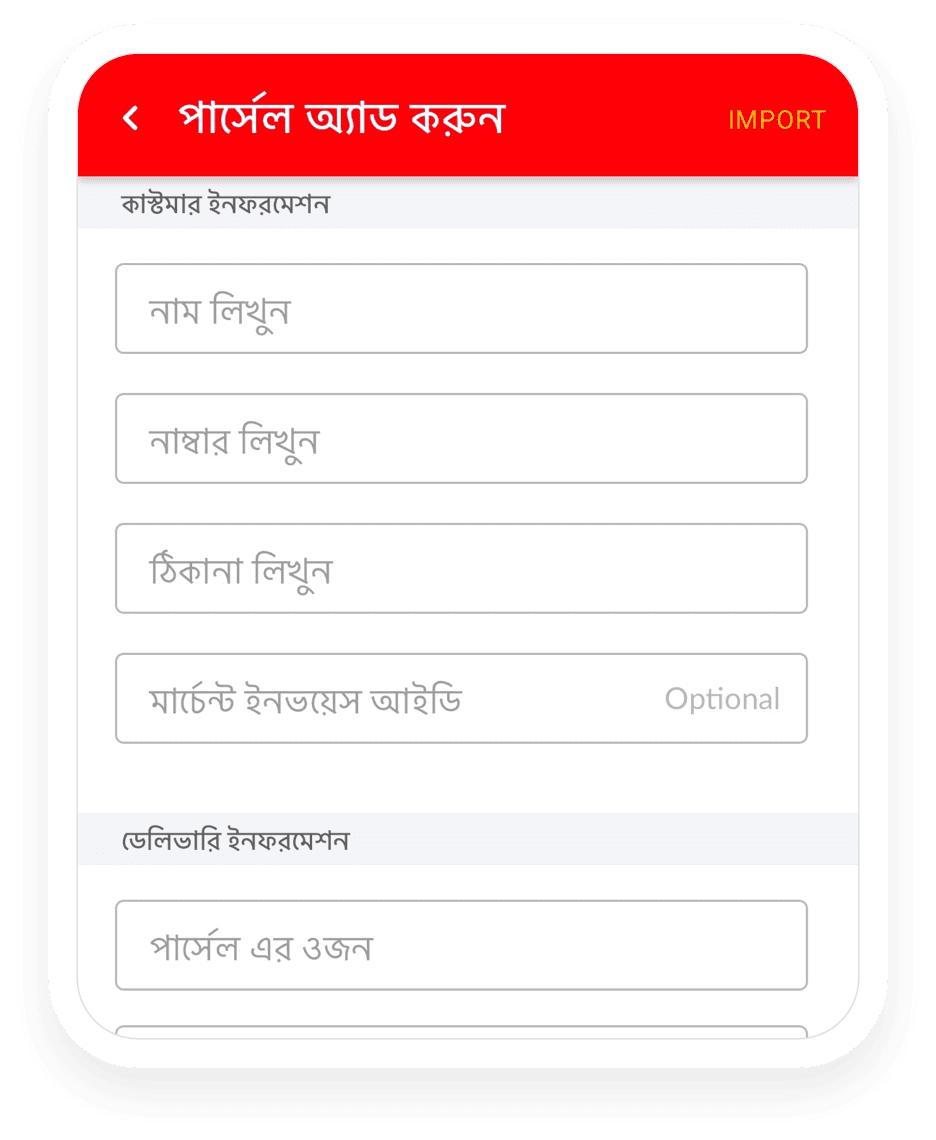 পার্সেল অ্যাড করুন
IMPORT
কাস্টমার ইনফরমেশন
নাম লিখুন
নাম্বার লিখুন
ঠিকানা লিখুন
মার্চেন্ট ইনভয়েস আইডি
Optional
ডেলিভারি ইনফরমেশন
পার্সেল এর ওজন